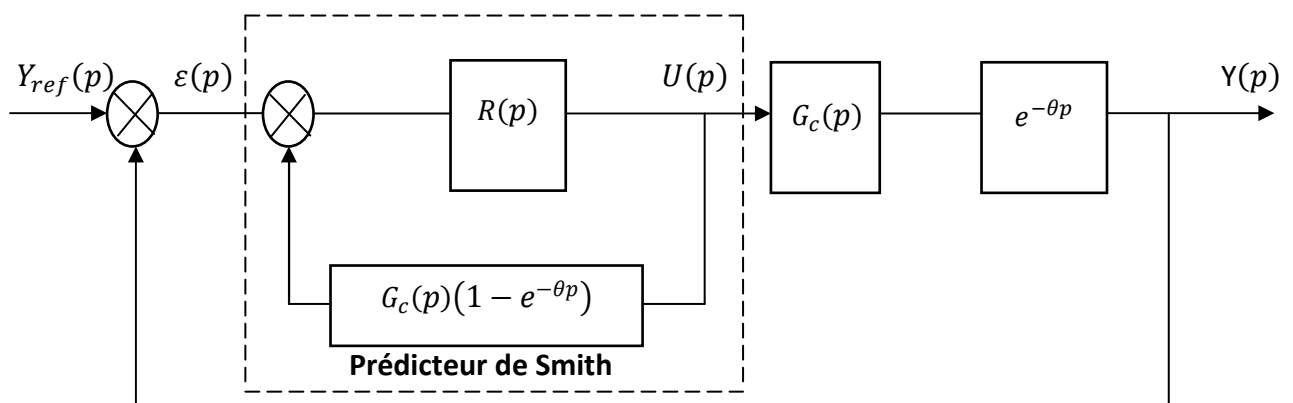 Y_{ref}(p)
ε(p)
R(p)
U(p)
G_c(p)
e^{-θp}
Y(p)
G_c(p)(1 − e^{-θp})
Prédicteur de Smith